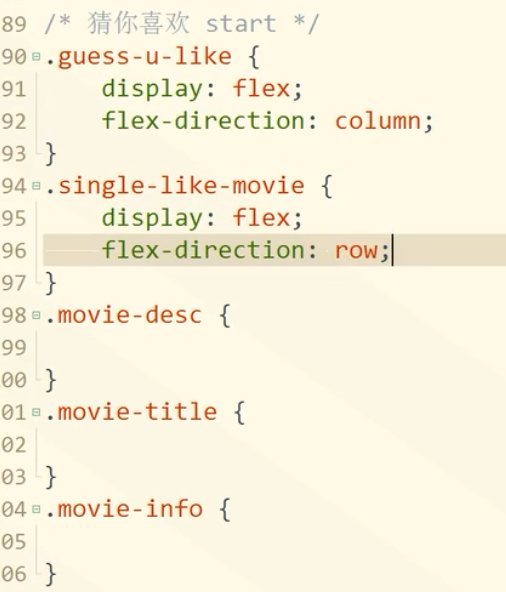 89 /* 猜你喜欢 start */
90 .guess-u-like {
91     display: flex;
92     flex-direction: column;
93 }
94 .single-like-movie {
95     display: flex;
96     flex-direction: row;
97 }
98 .movie-desc {
99
00 }
01 .movie-title {
02
03 }
04 .movie-info {
05
06 }